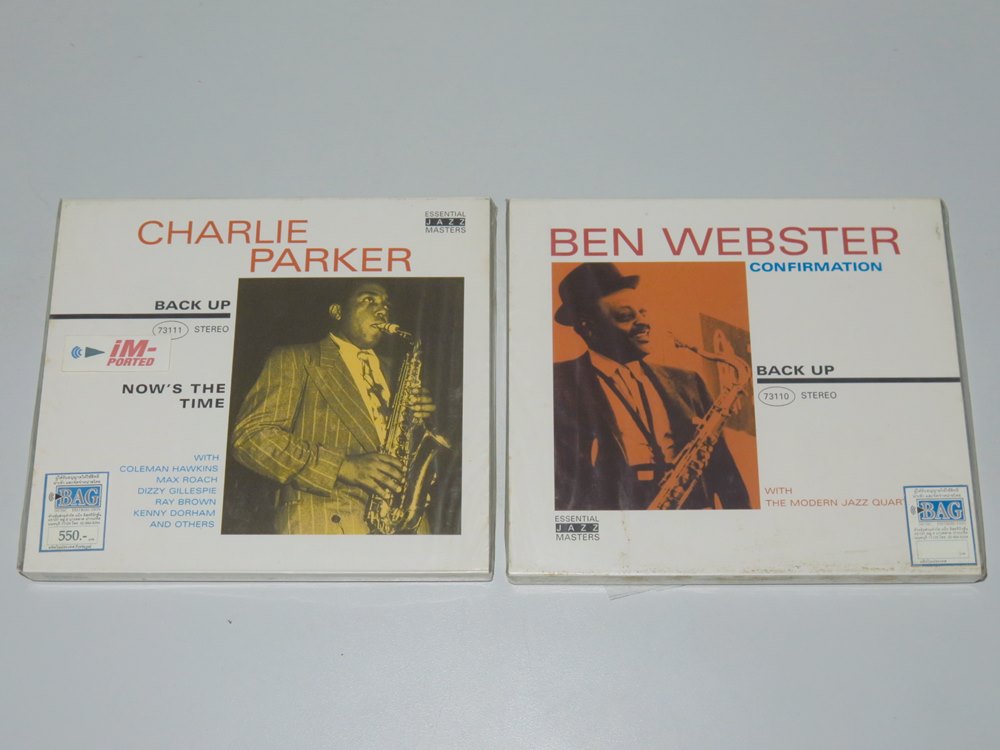 CHARLIE
PARKER
ESSENTIAL
JAZZ
MASTERS
BACK UP
73111 STEREO
iM-
PORTED
NOW'S THE
TIME
WITH
COLEMAN HAWKINS
MAX ROACH
DIZZY GILLESPIE
RAY BROWN
KENNY DORHAM
AND OTHERS
BAG
550.-
BEN WEBSTER
CONFIRMATION
BACK UP
73110 STEREO
WITH
THE MODERN JAZZ QUAR
ESSENTIAL
JAZZ
MASTERS
BAG